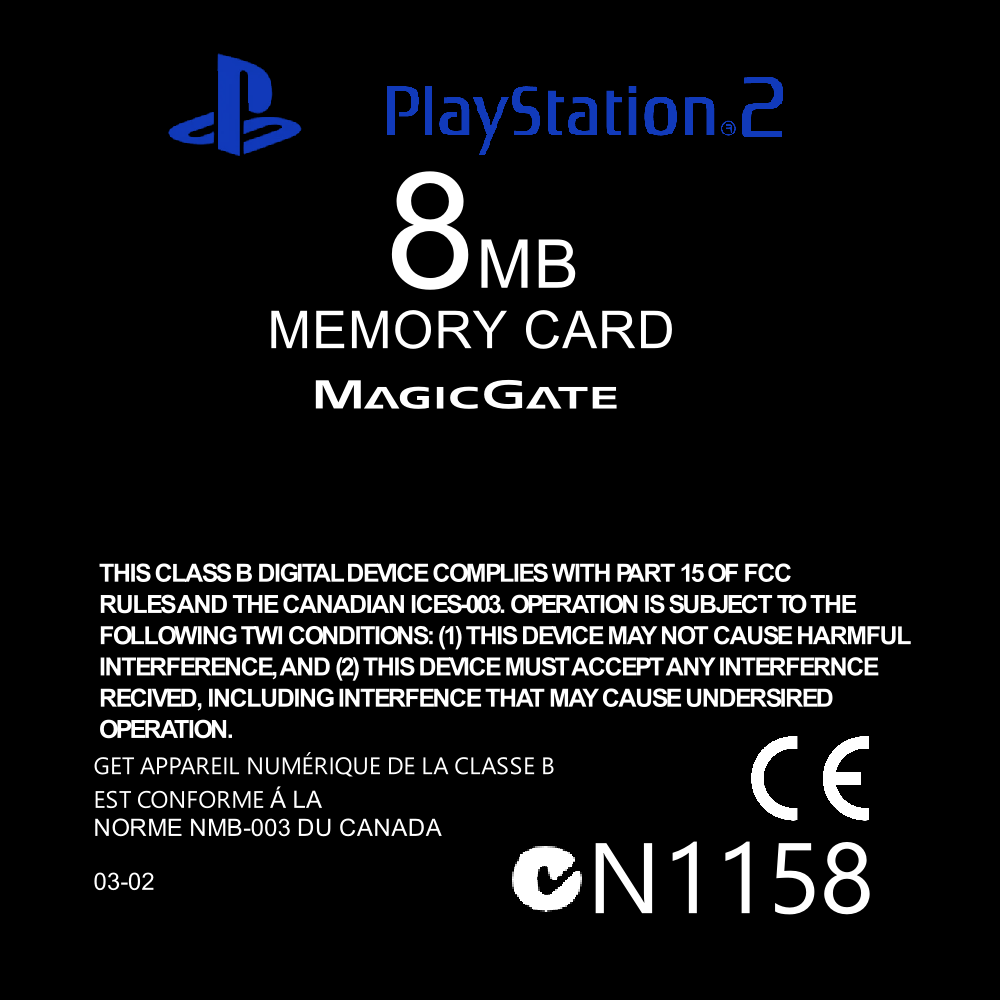 PlayStation®2
8MB
MEMORY CARD
MAGICGATE
THIS CLASS B DIGITAL DEVICE COMPLIES WITH PART 15 OF FCC
RULES AND THE CANADIAN ICES-003. OPERATION IS SUBJECT TO THE
FOLLOWING TWI CONDITIONS: (1) THIS DEVICE MAY NOT CAUSE HARMFUL
INTERFERENCE, AND (2) THIS DEVICE MUST ACCEPT ANY INTERFERNCE
RECIVED, INCLUDING INTERFENCE THAT MAY CAUSE UNDERSIRED
OPERATION.
GET APPAREIL NUMÉRIQUE DE LA CLASSE B
EST CONFORME Á LA
NORME NMB-003 DU CANADA
CE
N1158
03-02